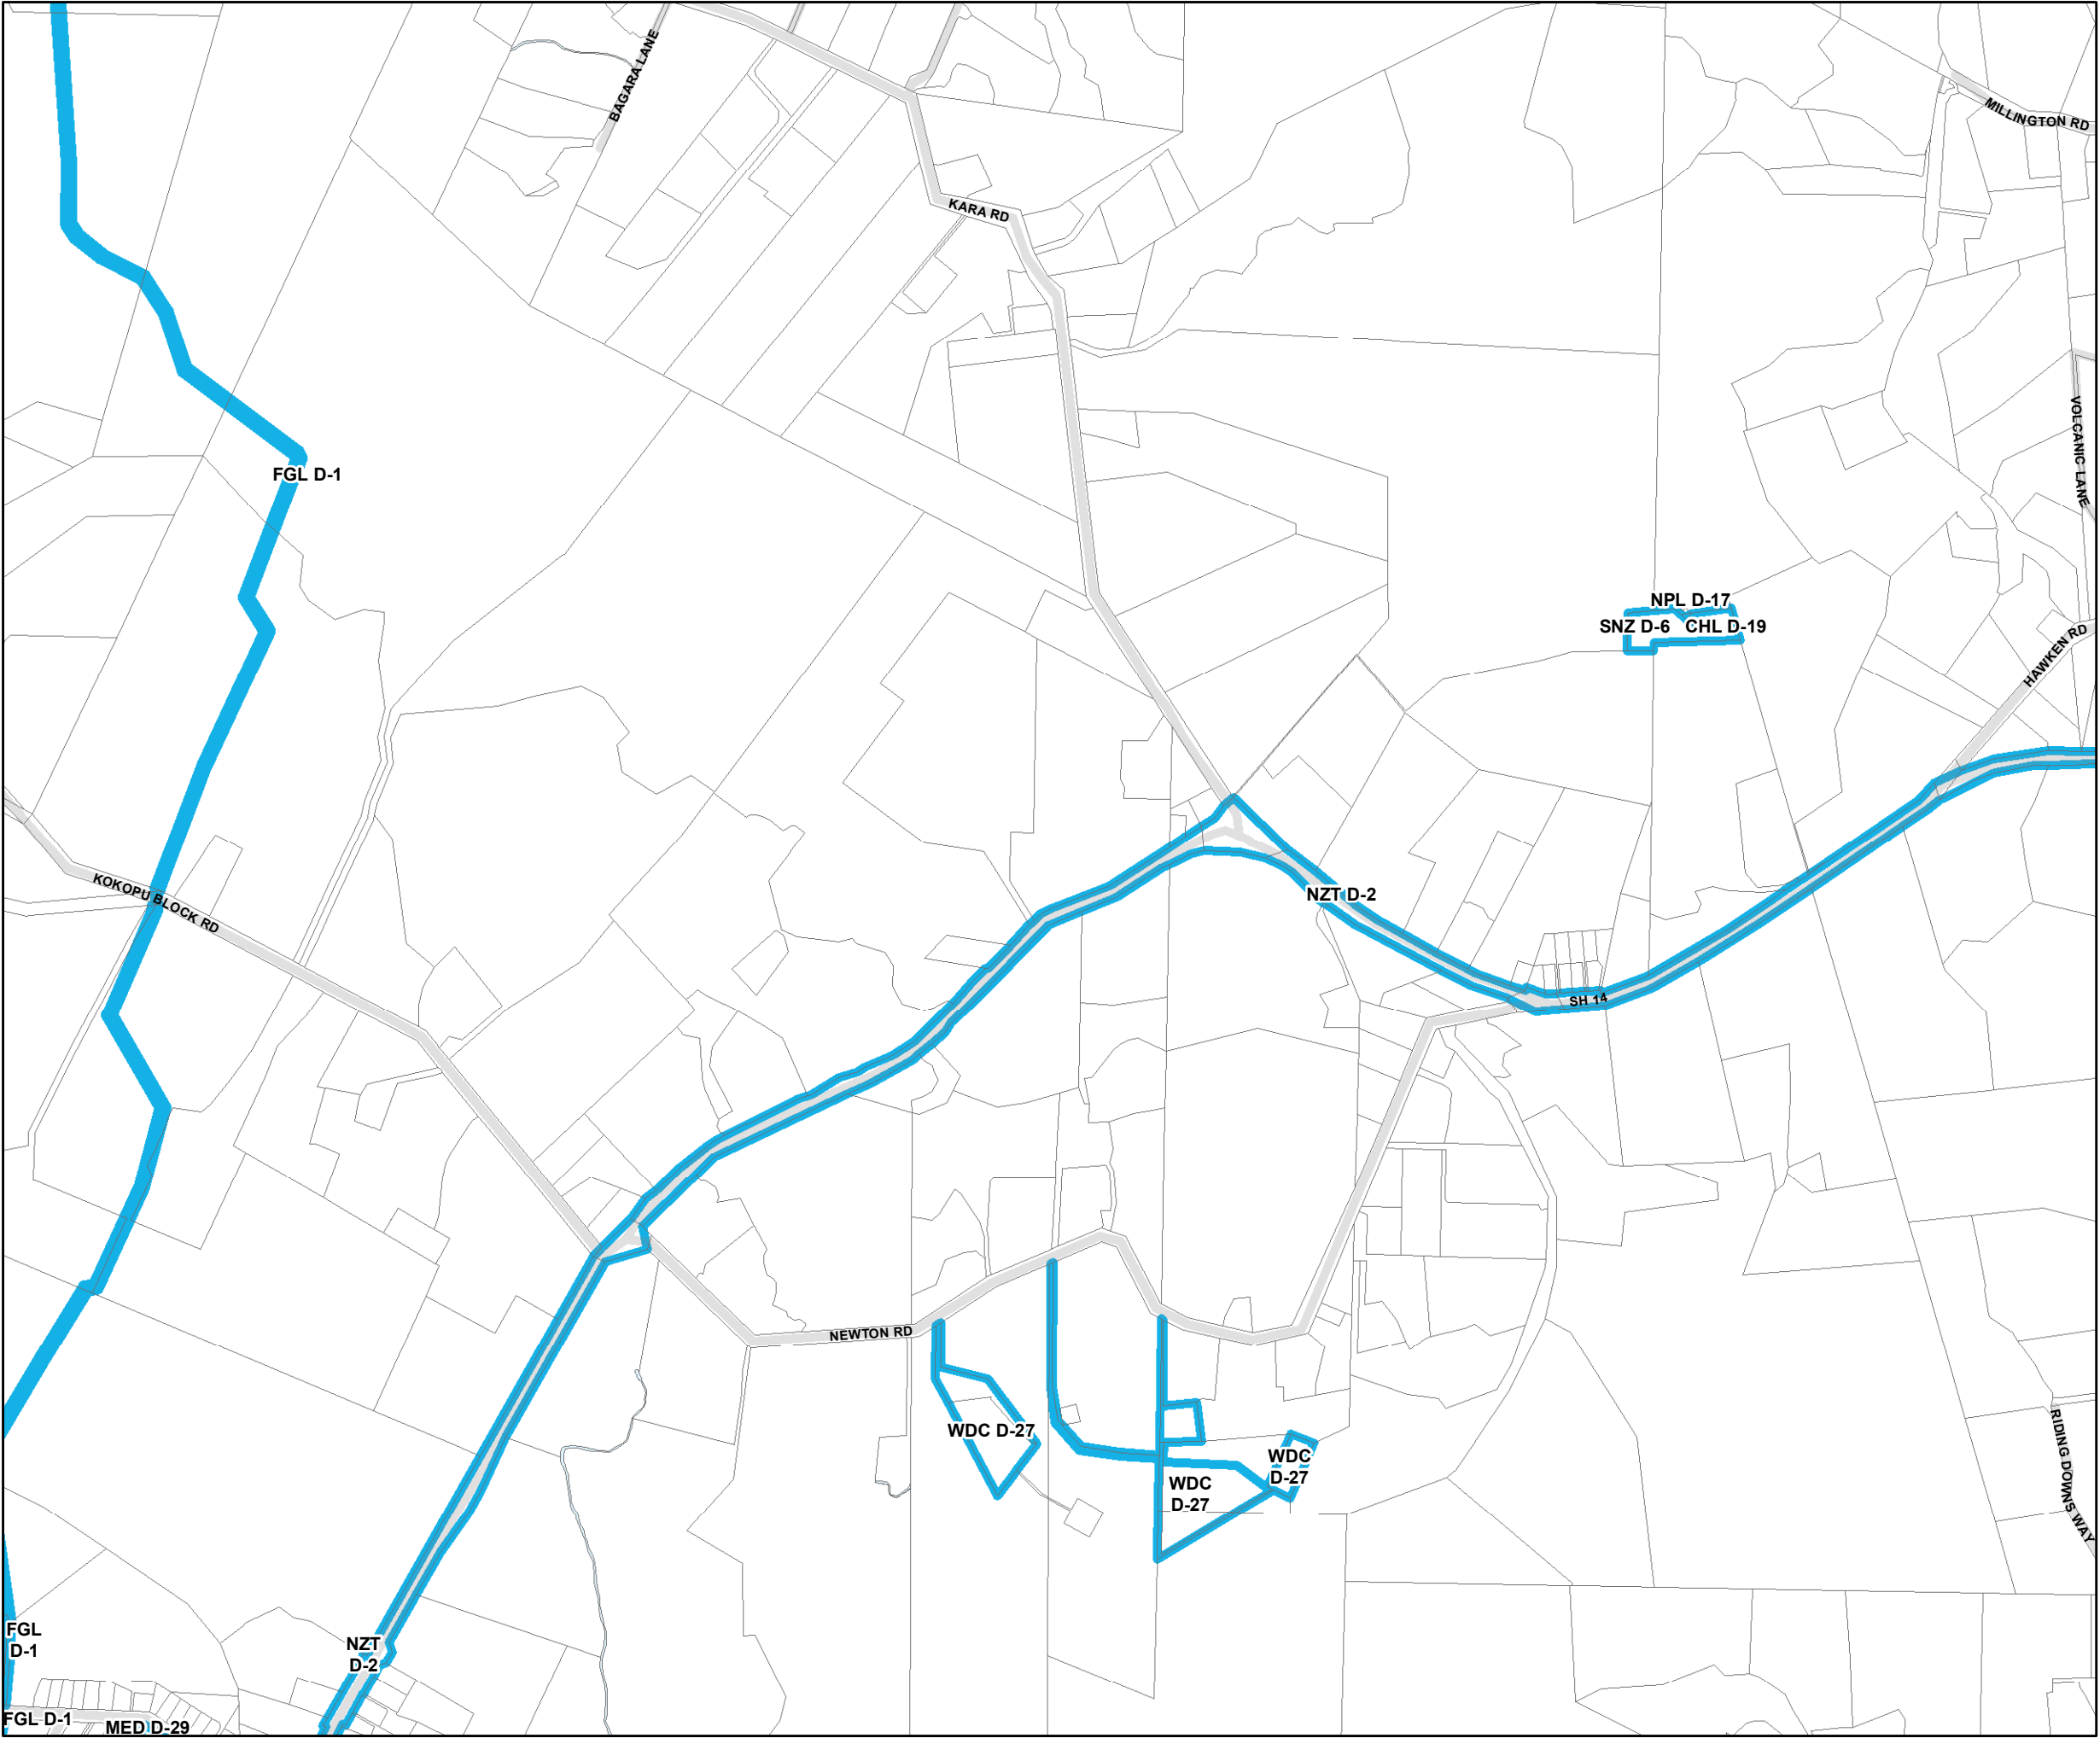 BAGARA LANE
MILLINGTON RD
KARA RD
VOLCANIC LANE
FGL D-1
NPL D-17
SNZ D-6
CHL D-19
HAWKEN RD
KOKOPU BLOCK RD
NZT D-2
SH 14
NEWTON RD
WDC D-27
WDC
D-27
WDC
D-27
RIDING DOWNS WAY
FGL
D-1
NZT
D-2
FGL D-1
MED D-29